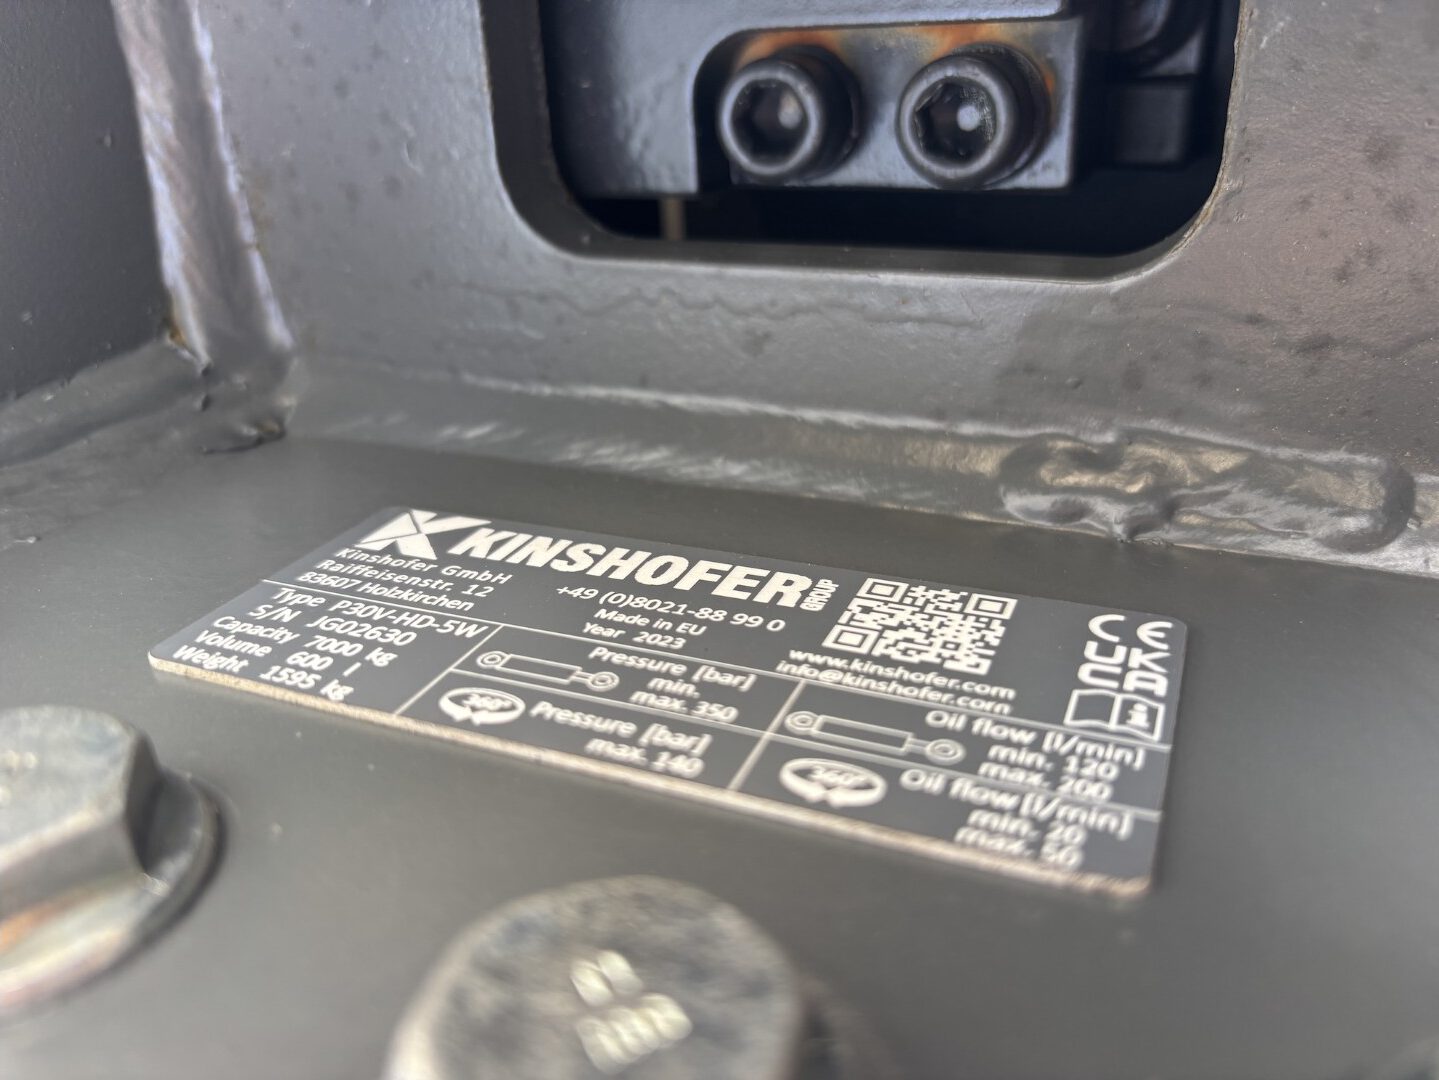 KINSHOFER GROUP
Kinshofer GmbH
Raiffeisenstr. 12
83607 Holzkirchen
+49 (0)8021-88 99 0
Made in EU
Year 2023
www.kinshofer.com
info@kinshofer.com
CE
UK
CA
Type P30V-HD-5W
S/N JG02630
Capacity 7000 kg
Volume 600 l
Weight 1595 kg
Pressure [bar]
min.
max. 350
360°
Pressure [bar]
max. 140
Oil flow [l/min]
min. 120
max. 200
360°
Oil flow [l/min]
min. 20
max. 50